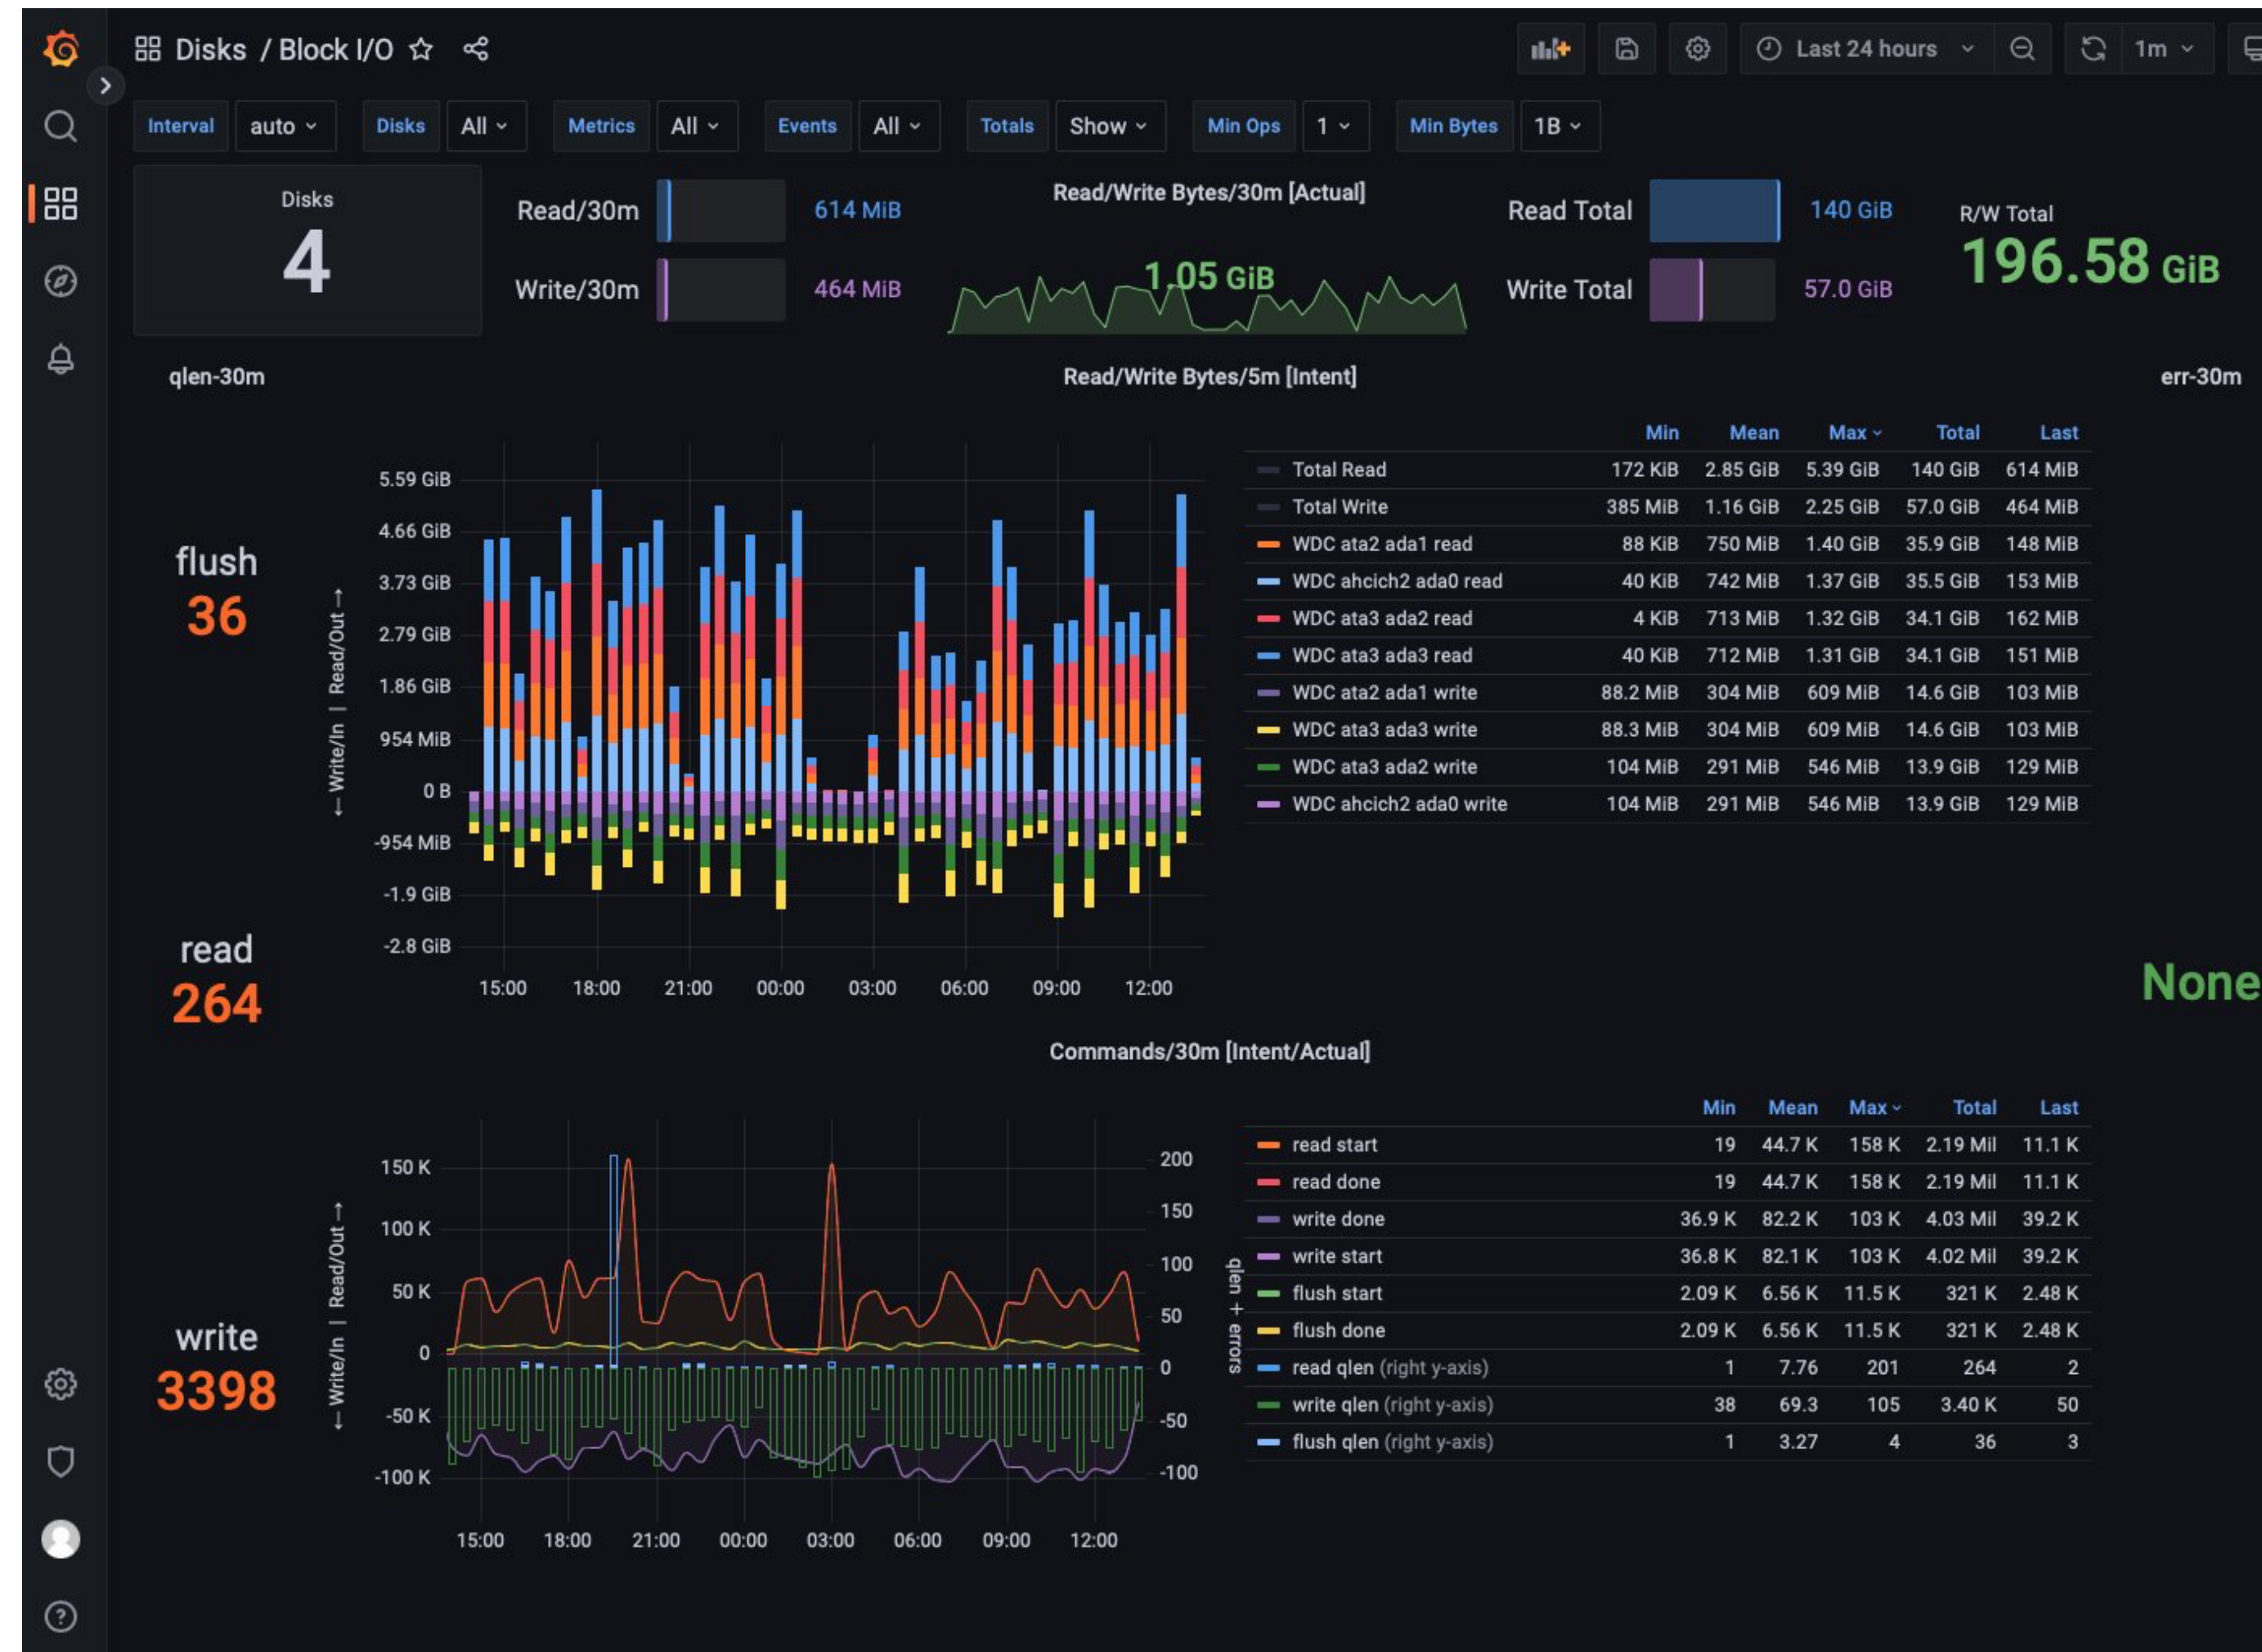 Disks / Block I/O
Last 24 hours
1m
Interval auto Disks All Metrics All Events All Totals Show Min Ops 1 Min Bytes 1B
Disks
4
Read/30m 614 MiB
Write/30m 464 MiB
Read/Write Bytes/30m [Actual]
1.05 GiB
Read Total 140 GiB
Write Total 57.0 GiB
R/W Total
196.58 GiB
qlen-30m
flush
36
read
264
write
3398
Read/Write Bytes/5m [Intent]
← Write/In | Read/Out →
5.59 GiB
4.66 GiB
3.73 GiB
2.79 GiB
1.86 GiB
954 MiB
0 B
-954 MiB
-1.9 GiB
-2.8 GiB
15:00 18:00 21:00 00:00 03:00 06:00 09:00 12:00
Min Mean Max Total Last
Total Read 172 KiB 2.85 GiB 5.39 GiB 140 GiB 614 MiB
Total Write 385 MiB 1.16 GiB 2.25 GiB 57.0 GiB 464 MiB
WDC ata2 ada1 read 88 KiB 750 MiB 1.40 GiB 35.9 GiB 148 MiB
WDC ahcich2 ada0 read 40 KiB 742 MiB 1.37 GiB 35.5 GiB 153 MiB
WDC ata3 ada2 read 4 KiB 713 MiB 1.32 GiB 34.1 GiB 162 MiB
WDC ata3 ada3 read 40 KiB 712 MiB 1.31 GiB 34.1 GiB 151 MiB
WDC ata2 ada1 write 88.2 MiB 304 MiB 609 MiB 14.6 GiB 103 MiB
WDC ata3 ada3 write 88.3 MiB 304 MiB 609 MiB 14.6 GiB 103 MiB
WDC ata3 ada2 write 104 MiB 291 MiB 546 MiB 13.9 GiB 129 MiB
WDC ahcich2 ada0 write 104 MiB 291 MiB 546 MiB 13.9 GiB 129 MiB
err-30m
None
Commands/30m [Intent/Actual]
← Write/In | Read/Out →
150 K
100 K
50 K
0
-50 K
-100 K
200
150
100
50
0
-50
-100
qlen + errors
15:00 18:00 21:00 00:00 03:00 06:00 09:00 12:00
Min Mean Max Total Last
read start 19 44.7 K 158 K 2.19 Mil 11.1 K
read done 19 44.7 K 158 K 2.19 Mil 11.1 K
write done 36.9 K 82.2 K 103 K 4.03 Mil 39.2 K
write start 36.8 K 82.1 K 103 K 4.02 Mil 39.2 K
flush start 2.09 K 6.56 K 11.5 K 321 K 2.48 K
flush done 2.09 K 6.56 K 11.5 K 321 K 2.48 K
read qlen (right y-axis) 1 7.76 201 264 2
write qlen (right y-axis) 38 69.3 105 3.40 K 50
flush qlen (right y-axis) 1 3.27 4 36 3